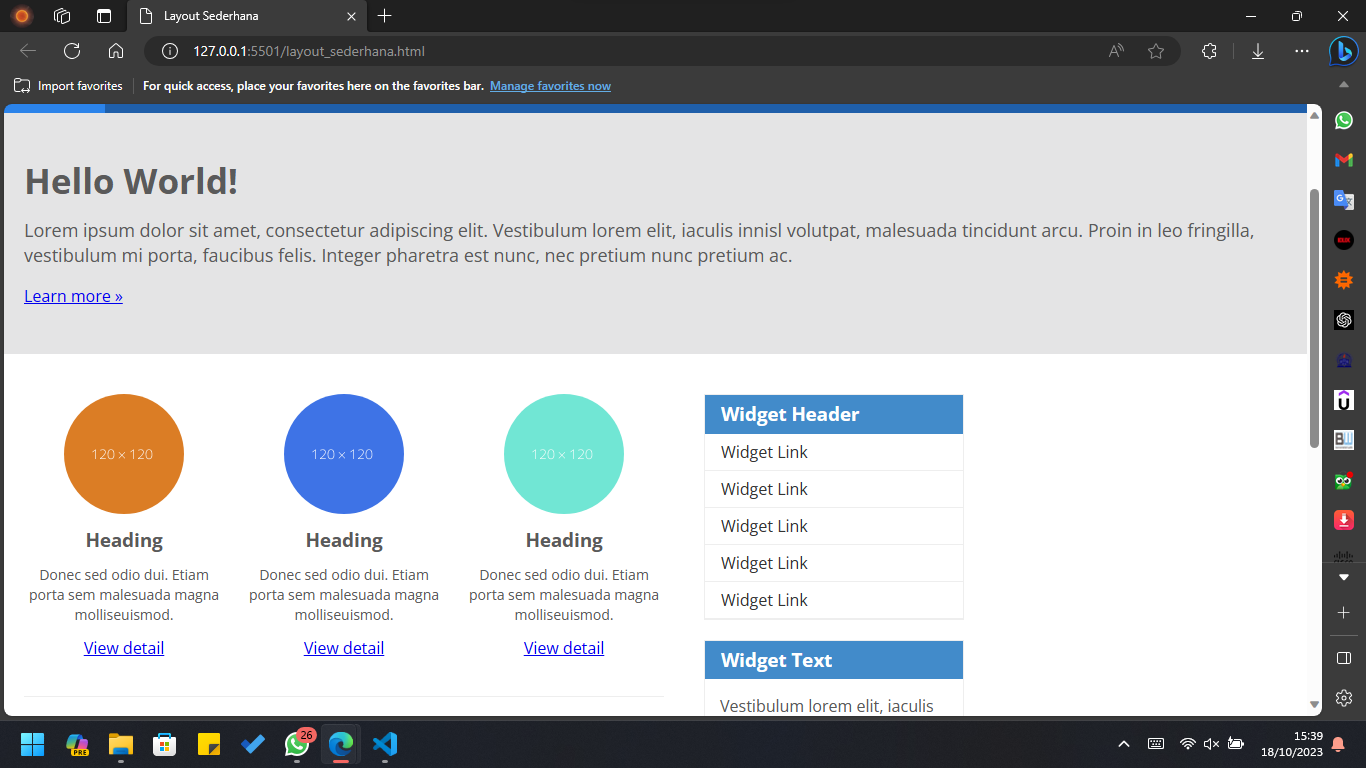 Layout Sederhana
127.0.0.1:5501/layout_sederhana.html
Import favorites
For quick access, place your favorites here on the favorites bar. Manage favorites now
Hello World!
Lorem ipsum dolor sit amet, consectetur adipiscing elit. Vestibulum lorem elit, iaculis innisl volutpat, malesuada tincidunt arcu. Proin in leo fringilla,
vestibulum mi porta, faucibus felis. Integer pharetra est nunc, nec pretium nunc pretium ac.
Learn more »
120 × 120
Heading
Donec sed odio dui. Etiam
porta sem malesuada magna
molliseuismod.
View detail
120 × 120
Heading
Donec sed odio dui. Etiam
porta sem malesuada magna
molliseuismod.
View detail
120 × 120
Heading
Donec sed odio dui. Etiam
porta sem malesuada magna
molliseuismod.
View detail
Widget Header
Widget Link
Widget Link
Widget Link
Widget Link
Widget Link
Widget Text
Vestibulum lorem elit, iaculis
PRE
26
15:39
18/10/2023